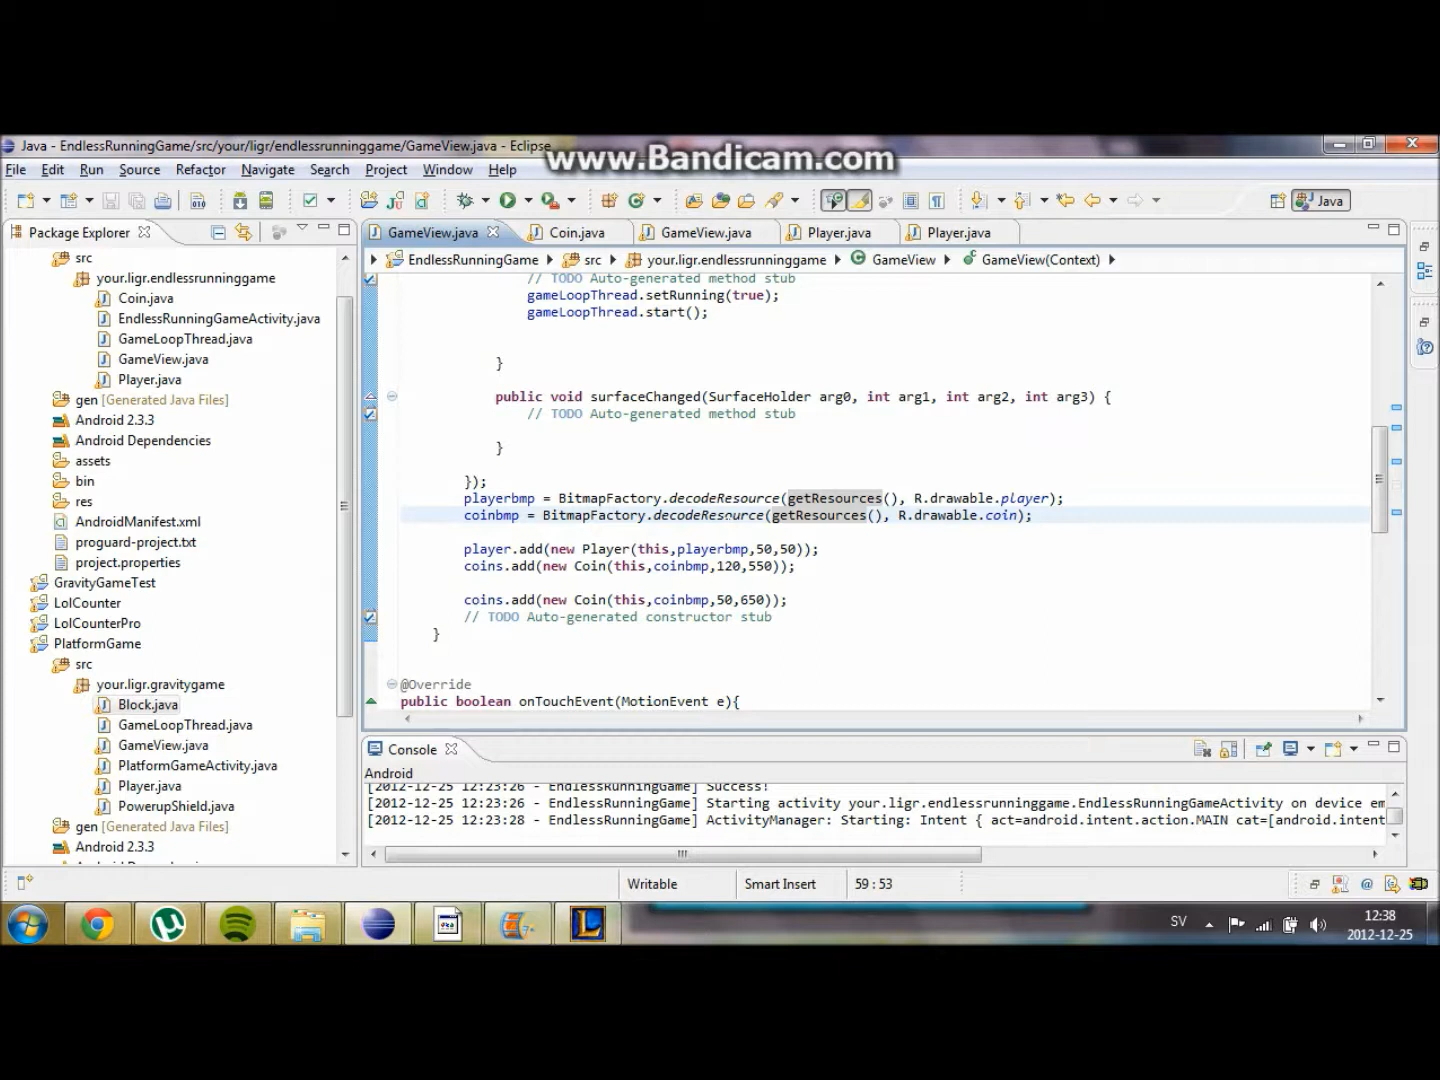 Java - EndlessRunningGame/src/your/ligr/endlessrunninggame/GameView.java - Eclipse
www.Bandicam.com
File Edit Run Source Refactor Navigate Search Project Window Help
Java
Package Explorer
src
your.ligr.endlessrunninggame
Coin.java
EndlessRunningGameActivity.java
GameLoopThread.java
GameView.java
Player.java
gen [Generated Java Files]
Android 2.3.3
Android Dependencies
assets
bin
res
AndroidManifest.xml
proguard-project.txt
project.properties
GravityGameTest
LolCounter
LolCounterPro
PlatformGame
src
your.ligr.gravitygame
Block.java
GameLoopThread.java
GameView.java
PlatformGameActivity.java
Player.java
PowerupShield.java
gen [Generated Java Files]
Android 2.3.3
GameView.java Coin.java GameView.java Player.java Player.java
EndlessRunningGame src your.ligr.endlessrunninggame GameView GameView(Context)
// TODO Auto-generated method stub
gameLoopThread.setRunning(true);
gameLoopThread.start();
}
public void surfaceChanged(SurfaceHolder arg0, int arg1, int arg2, int arg3) {
// TODO Auto-generated method stub
}
});
playerbmp = BitmapFactory.decodeResource(getResources(), R.drawable.player);
coinbmp = BitmapFactory.decodeResource(getResources(), R.drawable.coin);
player.add(new Player(this,playerbmp,50,50));
coins.add(new Coin(this,coinbmp,120,550));
coins.add(new Coin(this,coinbmp,50,650));
// TODO Auto-generated constructor stub
}
@Override
public boolean onTouchEvent(MotionEvent e){
Console
Android
[2012-12-25 12:23:26 - EndlessRunningGame] Success!
[2012-12-25 12:23:26 - EndlessRunningGame] Starting activity your.ligr.endlessrunninggame.EndlessRunningGameActivity on device em
[2012-12-25 12:23:28 - EndlessRunningGame] ActivityManager: Starting: Intent { act=android.intent.action.MAIN cat=[android.intent
Writable Smart Insert 59 : 53
SV
12:38
2012-12-25